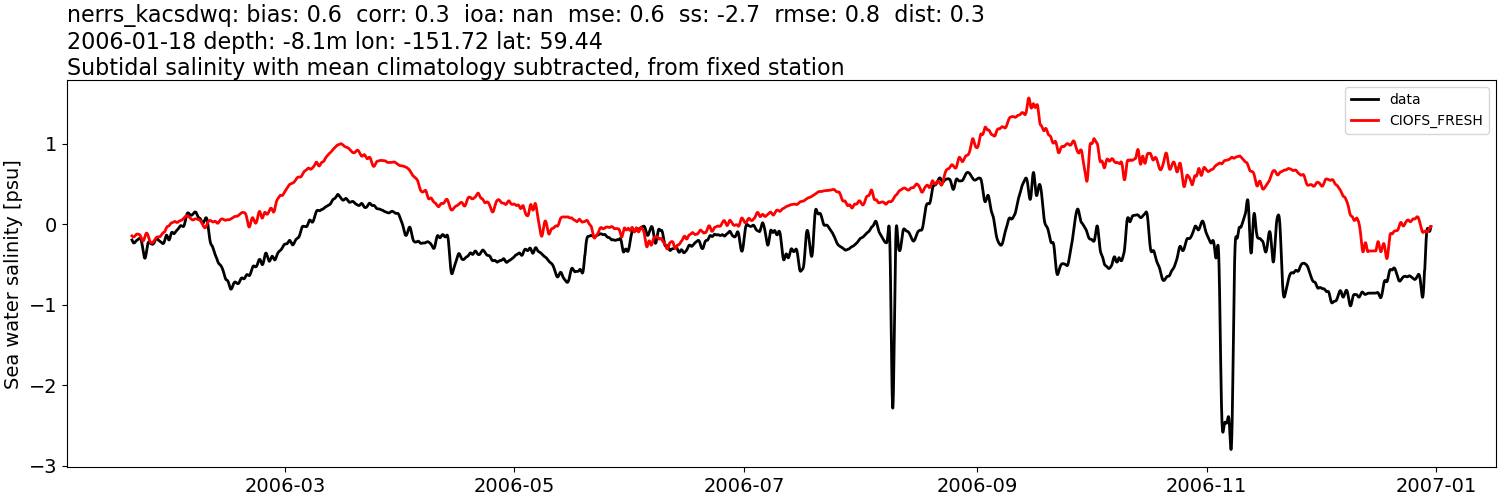 nerrs_kacsdwq: bias: 0.6 corr: 0.3 ioa: nan mse: 0.6 ss: -2.7 rmse: 0.8 dist: 0.3
2006-01-18 depth: -8.1m lon: -151.72 lat: 59.44
Subtidal salinity with mean climatology subtracted, from fixed station
data
CIOFS_FRESH
Sea water salinity [psu]
1
0
−1
−2
−3
2006-03
2006-05
2006-07
2006-09
2006-11
2007-01